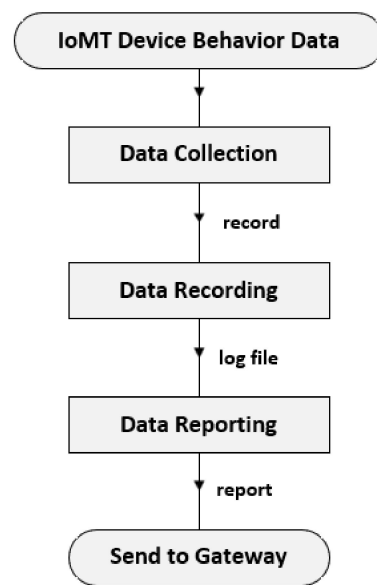 IoMT Device Behavior Data
Data Collection
record
Data Recording
log file
Data Reporting
report
Send to Gateway